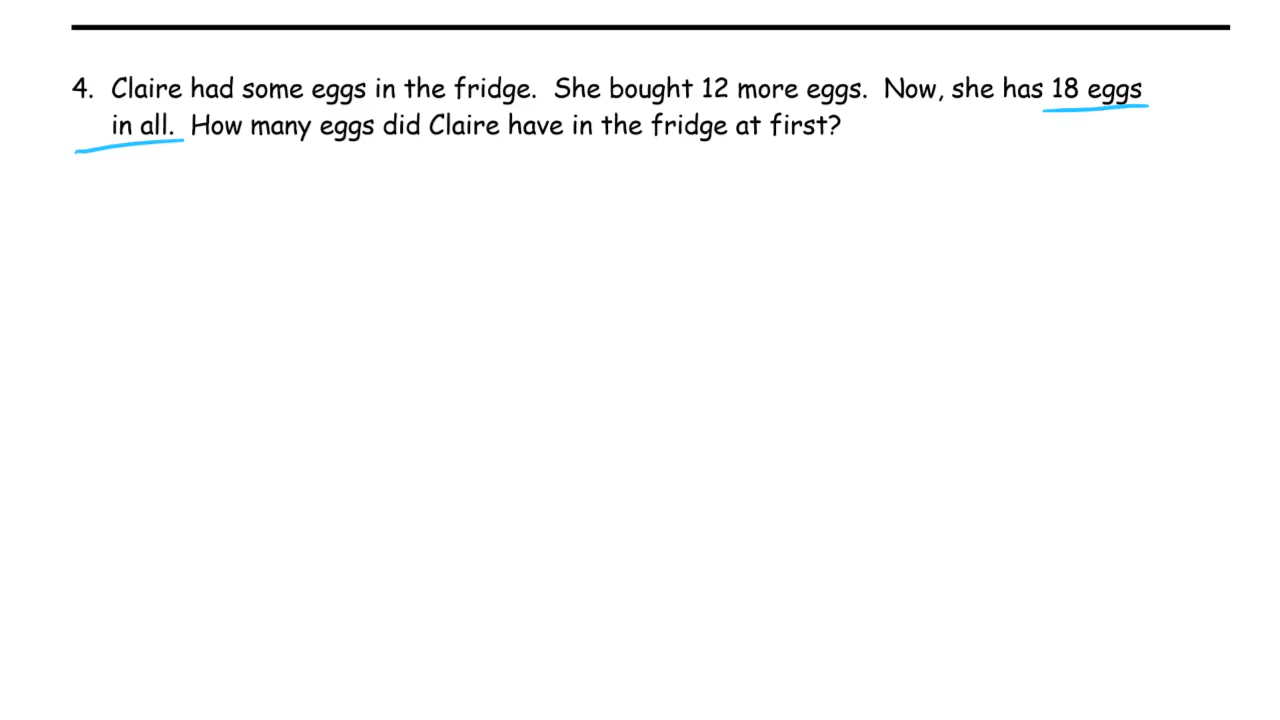 4. Claire had some eggs in the fridge. She bought 12 more eggs. Now, she has 18 eggs
in all. How many eggs did Claire have in the fridge at first?